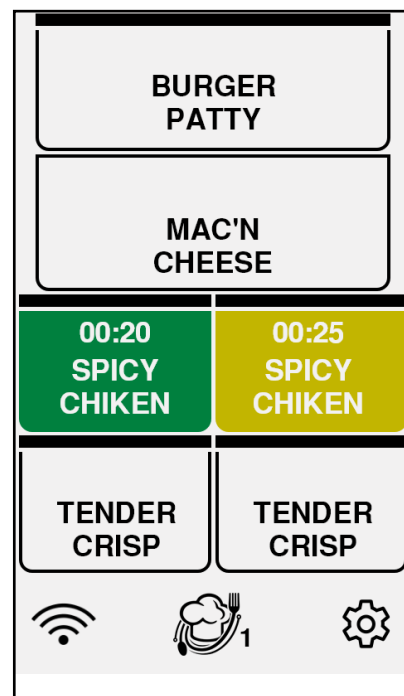 BURGER
PATTY
MAC'N
CHEESE
00:20 00:25
SPICY SPICY
CHIKEN CHIKEN
TENDER TENDER
CRISP CRISP
1